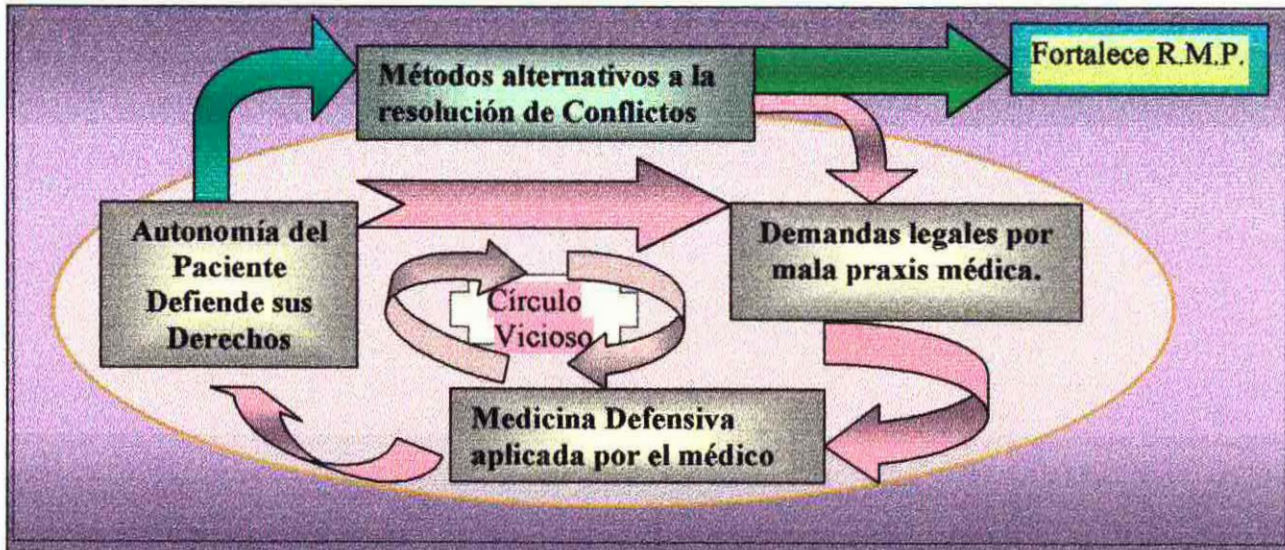 Métodos alternativos a la
resolución de Conflictos
Fortalece R.M.P.
Autonomía del
Paciente
Defiende sus
Derechos
Demandas legales por
mala praxis médica.
Círculo
Vicioso
Medicina Defensiva
aplicada por el médico